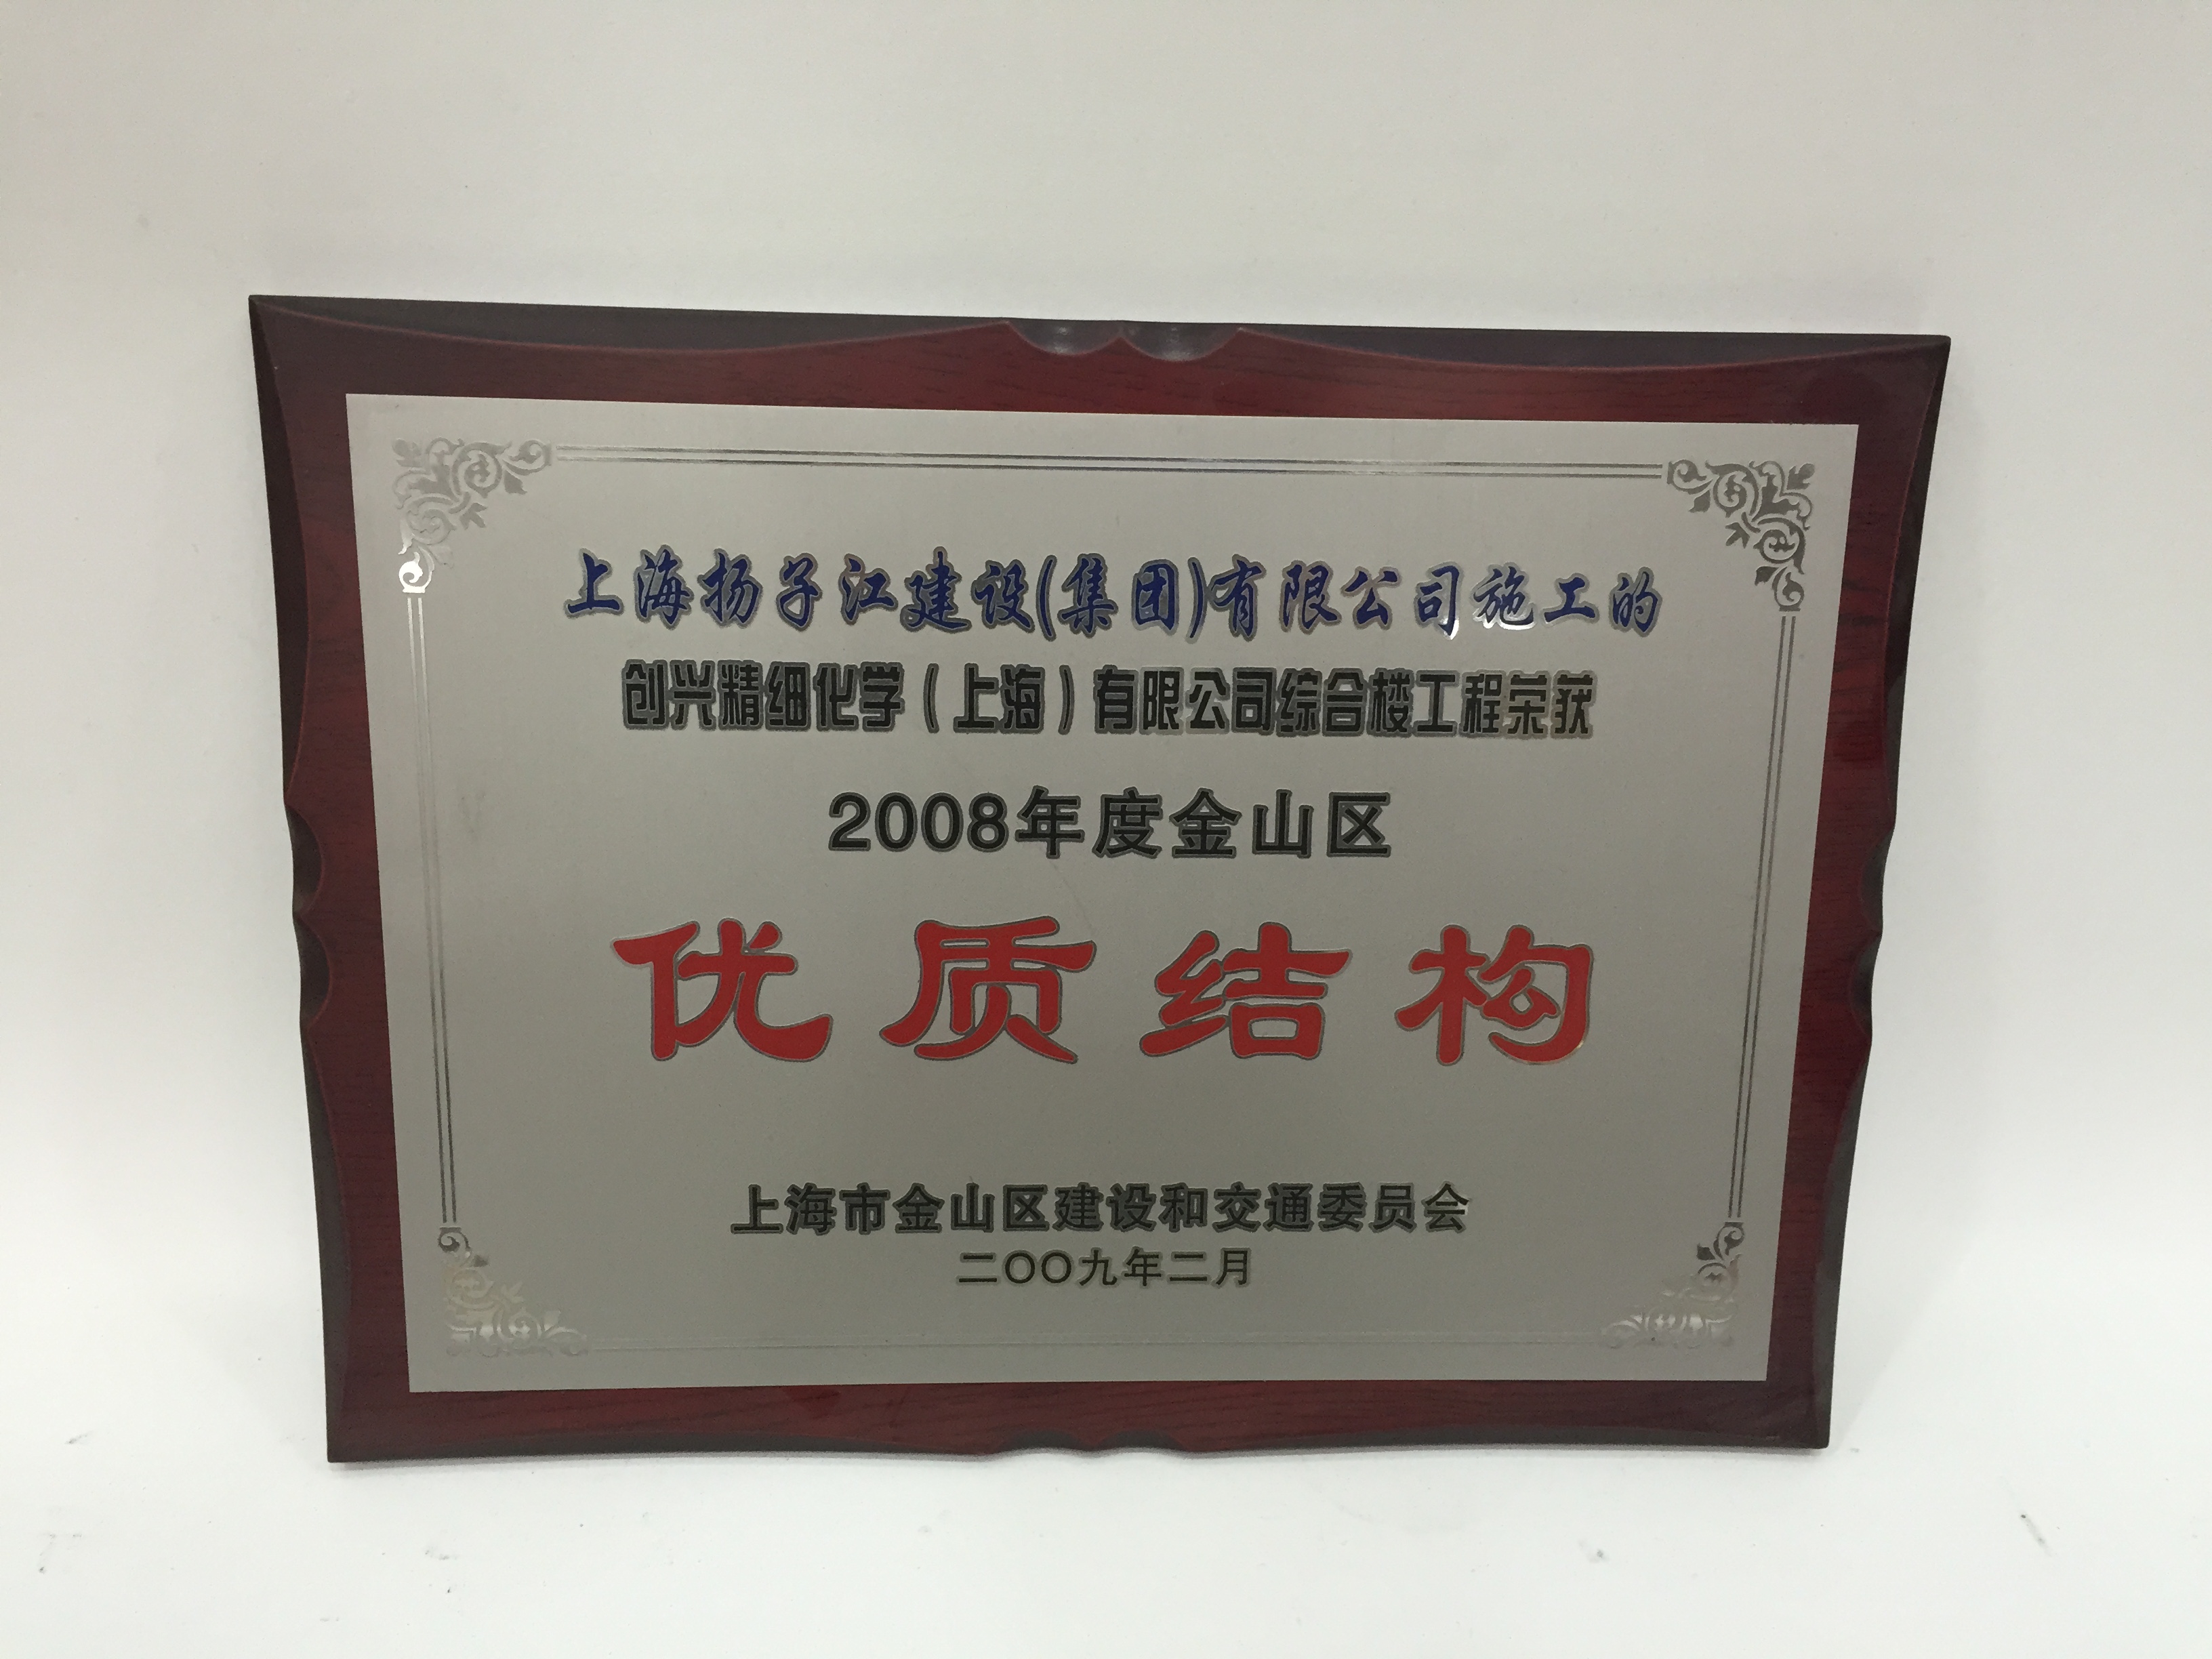 上海扬子江建设(集团)有限公司施工的
创兴精细化学（上海）有限公司综合楼工程荣获
2008年度金山区
优质结构
上海市金山区建设和交通委员会
二〇〇九年二月